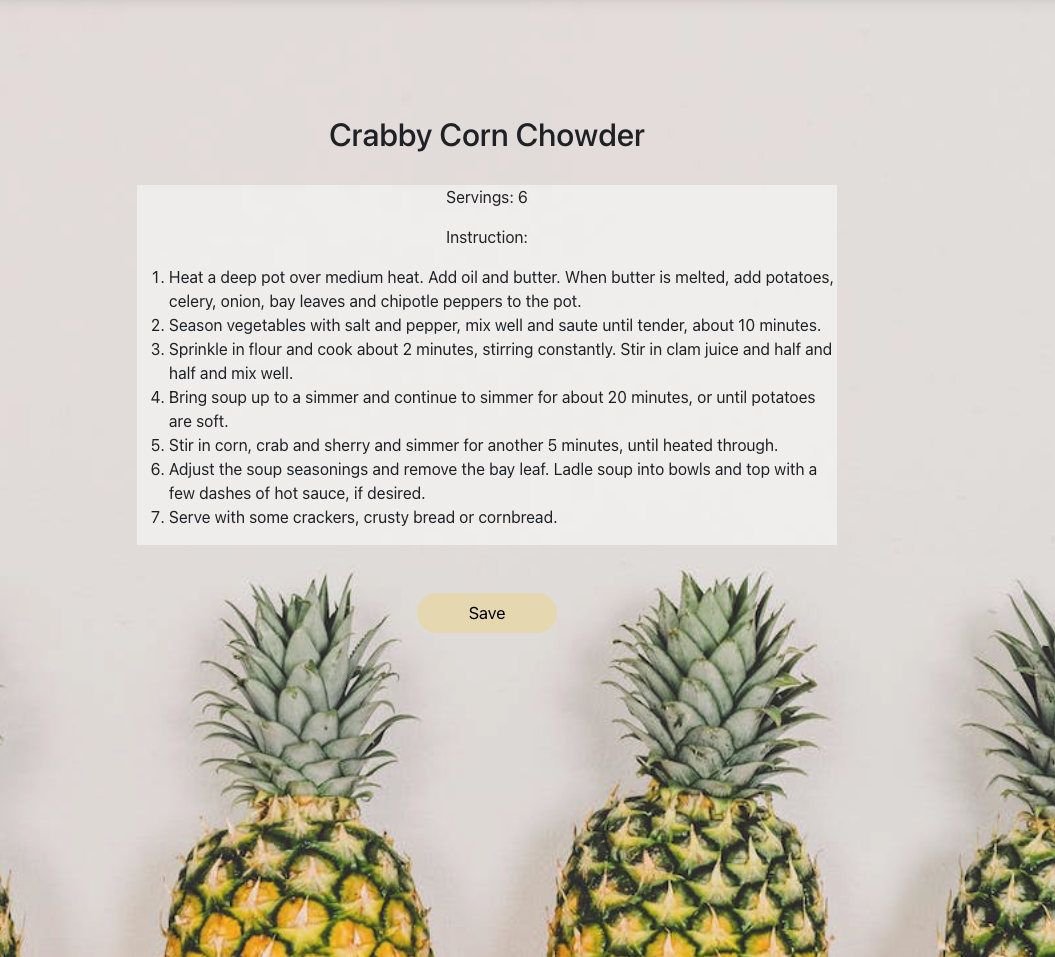 Crabby Corn Chowder
Servings: 6
Instruction:
1. Heat a deep pot over medium heat. Add oil and butter. When butter is melted, add potatoes,
celery, onion, bay leaves and chipotle peppers to the pot.
2. Season vegetables with salt and pepper, mix well and saute until tender, about 10 minutes.
3. Sprinkle in flour and cook about 2 minutes, stirring constantly. Stir in clam juice and half and
half and mix well.
4. Bring soup up to a simmer and continue to simmer for about 20 minutes, or until potatoes
are soft.
5. Stir in corn, crab and sherry and simmer for another 5 minutes, until heated through.
6. Adjust the soup seasonings and remove the bay leaf. Ladle soup into bowls and top with a
few dashes of hot sauce, if desired.
7. Serve with some crackers, crusty bread or cornbread.
Save